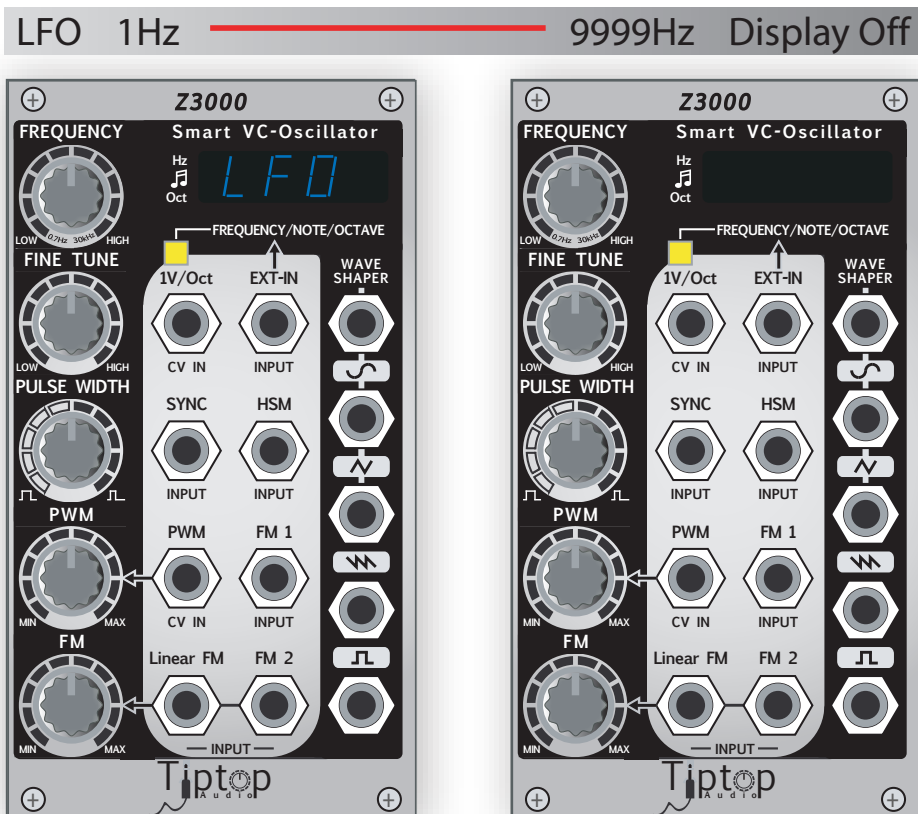 LFO 1Hz 9999Hz Display Off
Z3000
FREQUENCY Smart VC-Oscillator
Hz
LFO
Oct
0.7Hz 30kHz
LOW HIGH
FREQUENCY/NOTE/OCTAVE
FINE TUNE
WAVE
SHAPER
1V/Oct EXT-IN
LOW HIGH
CV IN INPUT
PULSE WIDTH
SYNC HSM
INPUT INPUT
PWM
PWM FM 1
MIN MAX
CV IN INPUT
FM
Linear FM FM 2
MIN MAX
INPUT
Tiptop
Audio
Z3000
FREQUENCY Smart VC-Oscillator
Hz
Oct
0.7Hz 30kHz
LOW HIGH
FREQUENCY/NOTE/OCTAVE
FINE TUNE
WAVE
SHAPER
1V/Oct EXT-IN
LOW HIGH
CV IN INPUT
PULSE WIDTH
SYNC HSM
INPUT INPUT
PWM
PWM FM 1
MIN MAX
CV IN INPUT
FM
Linear FM FM 2
MIN MAX
INPUT
Tiptop
Audio